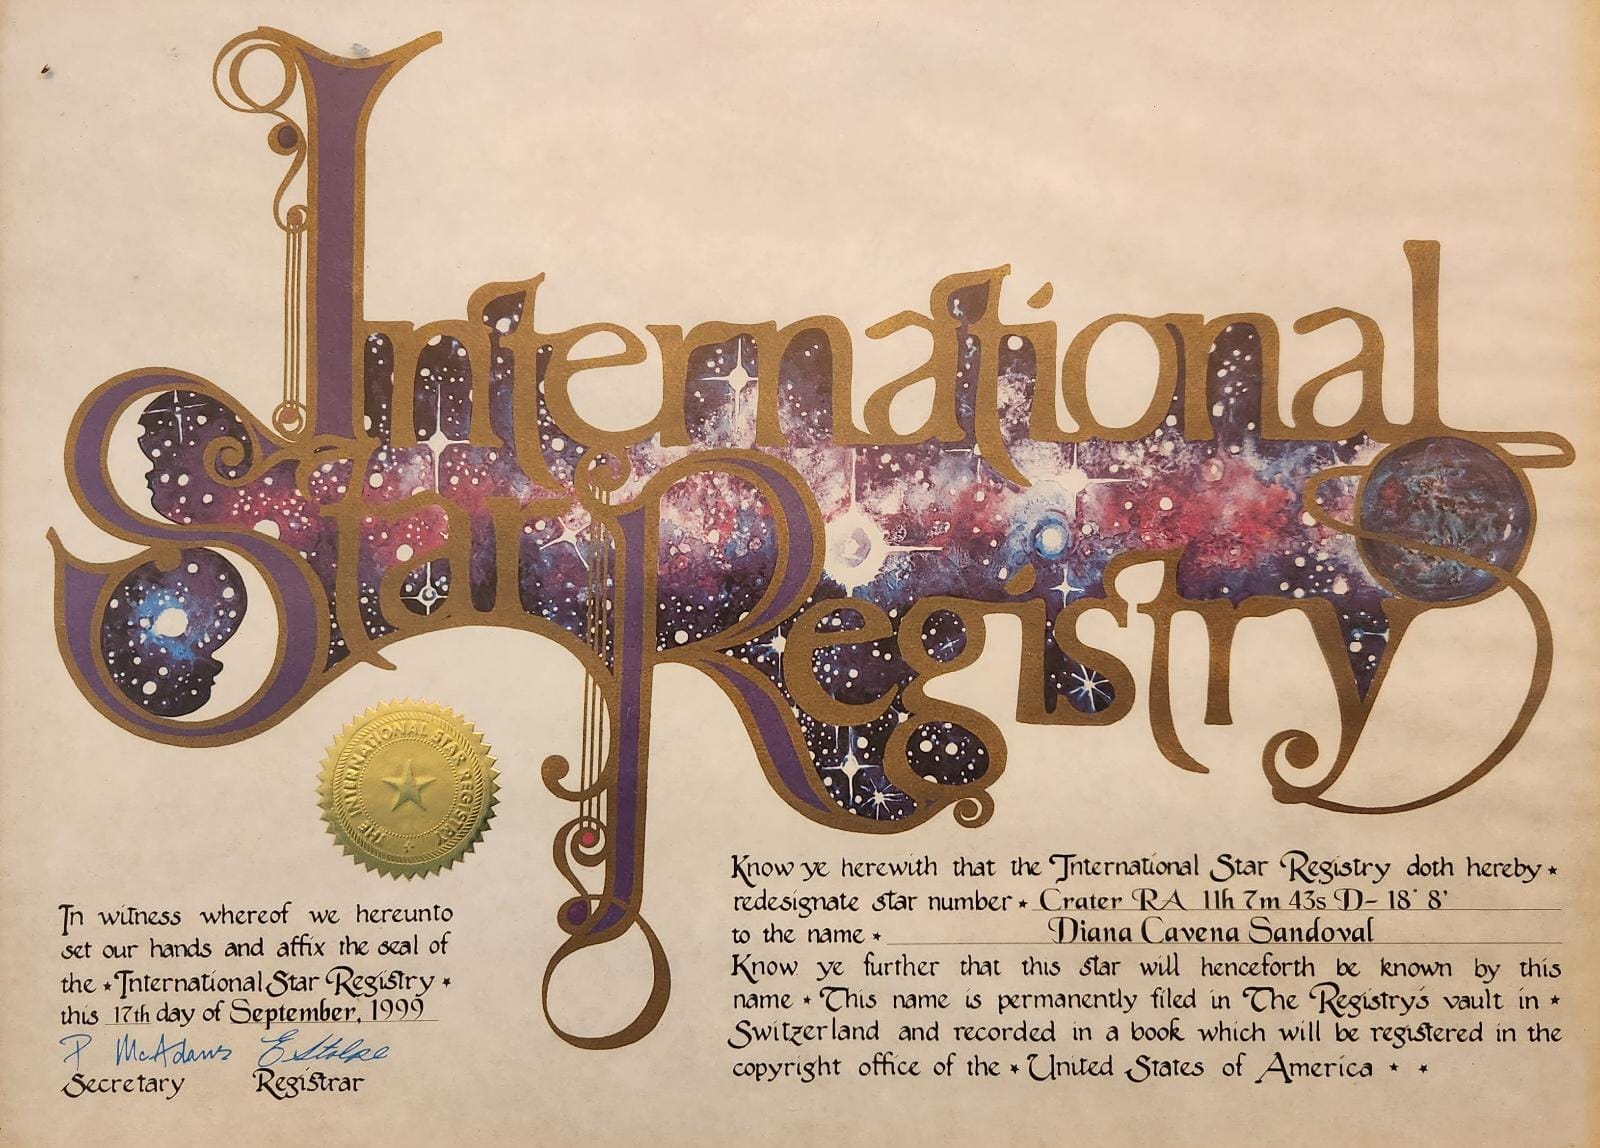 International
Star Registry
THE INTERNATIONAL STAR REGISTRY
Know ye herewith that the International Star Registry doth hereby ⋆
redesignate star number ⋆ Crater RA 11h 7m 43s D- 18° 8'
to the name ⋆ Diana Cavena Sandoval
Know ye further that this star will henceforth be known by this
name ⋆ This name is permanently filed in The Registry's vault in ⋆
Switzerland and recorded in a book which will be registered in the
copyright office of the ⋆ United States of America ⋆ ⋆
In witness whereof we hereunto
set our hands and affix the seal of
the ⋆ International Star Registry ⋆
this 17th day of September, 1999
P McAdams E Stolpe
Secretary Registrar